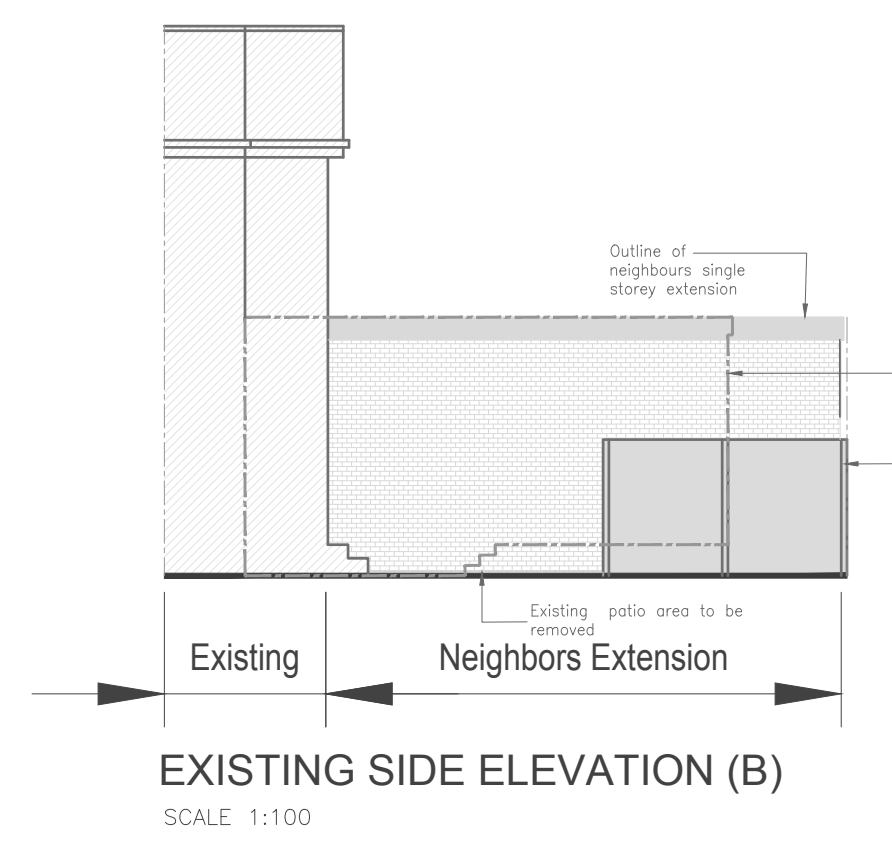 Outline of
neighbours single
storey extension
Existing patio area to be
removed
Existing
Neighbors Extension
EXISTING SIDE ELEVATION (B)
SCALE 1:100